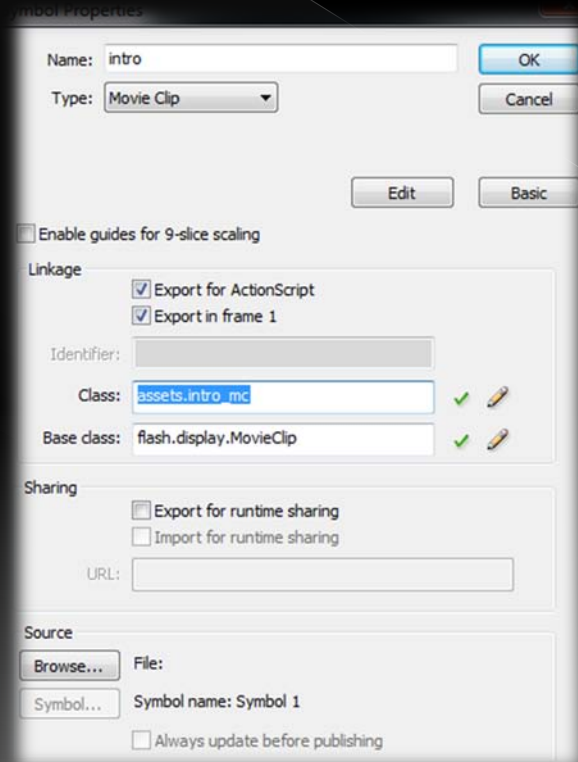 Symbol Properties
Name: intro
OK
Type: Movie Clip
Cancel
Edit
Basic
Enable guides for 9-slice scaling
Linkage
Export for ActionScript
Export in frame 1
Identifier:
Class: assets.intro_mc
Base class: flash.display.MovieClip
Sharing
Export for runtime sharing
Import for runtime sharing
URL:
Source
Browse... File:
Symbol... Symbol name: Symbol 1
Always update before publishing